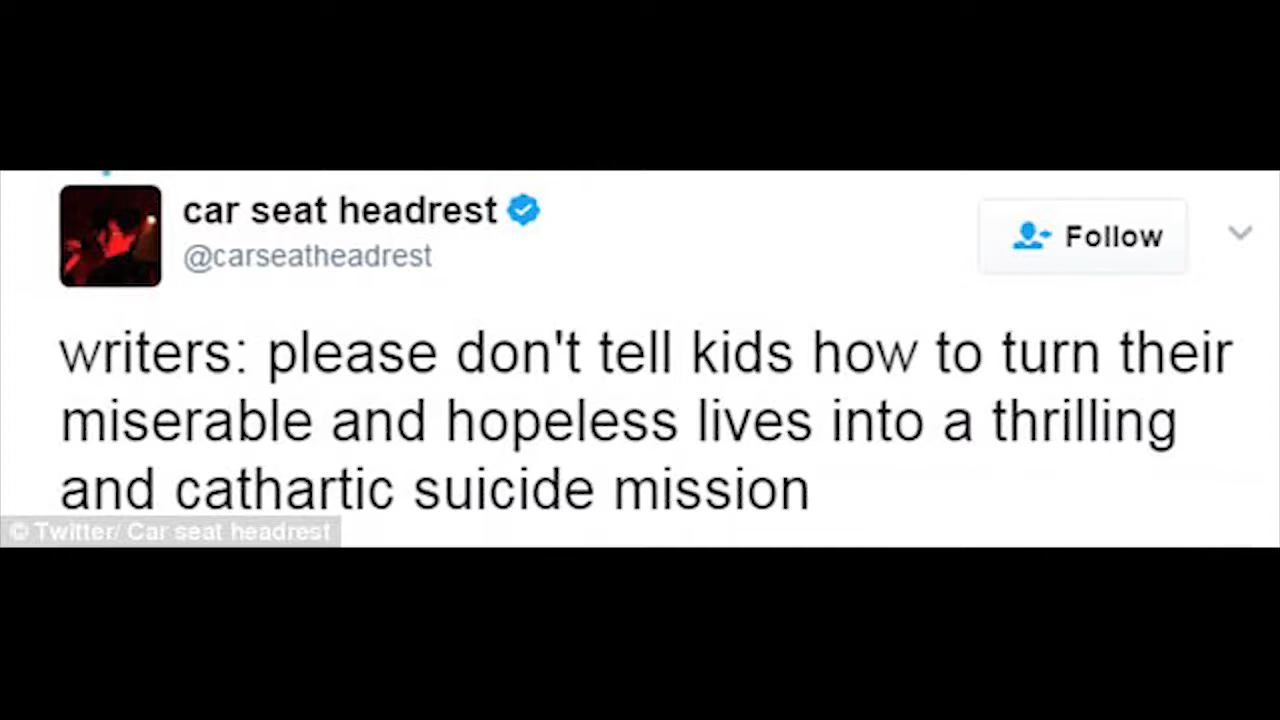 car seat headrest
@carseatheadrest
Follow
writers: please don't tell kids how to turn their
miserable and hopeless lives into a thrilling
and cathartic suicide mission
© Twitter/ Car seat headrest